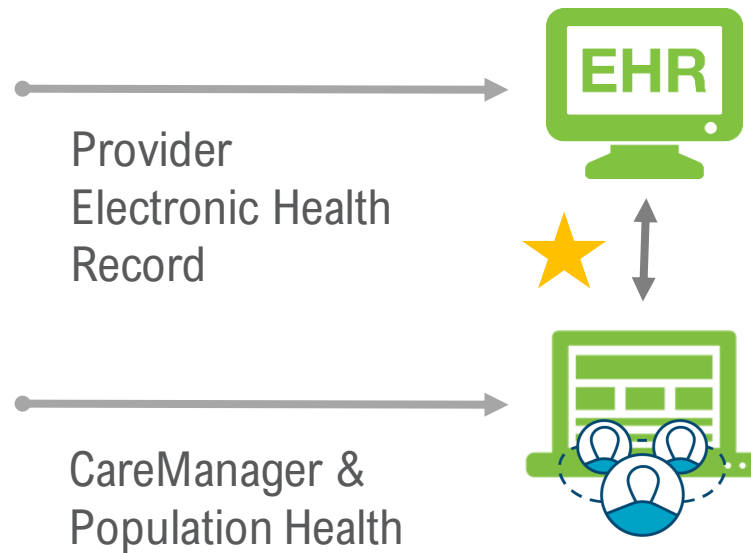 EHR
Provider
Electronic Health
Record
CareManager &
Population Health